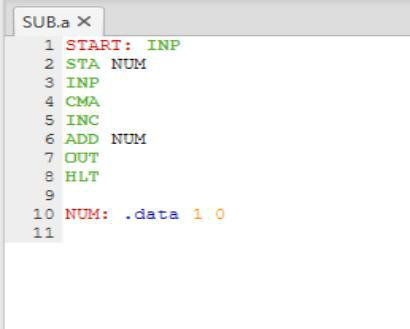 SUB.a ✕
1 START: INP
2 STA NUM
3 INP
4 CMA
5 INC
6 ADD NUM
7 OUT
8 HLT
9
10 NUM: .data 1 0
11